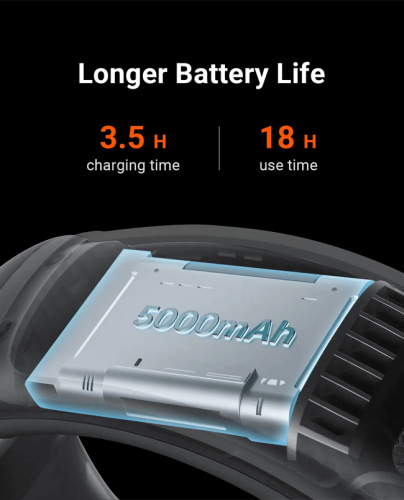 Longer Battery Life
3.5 H
charging time
18 H
use time
5000mAh